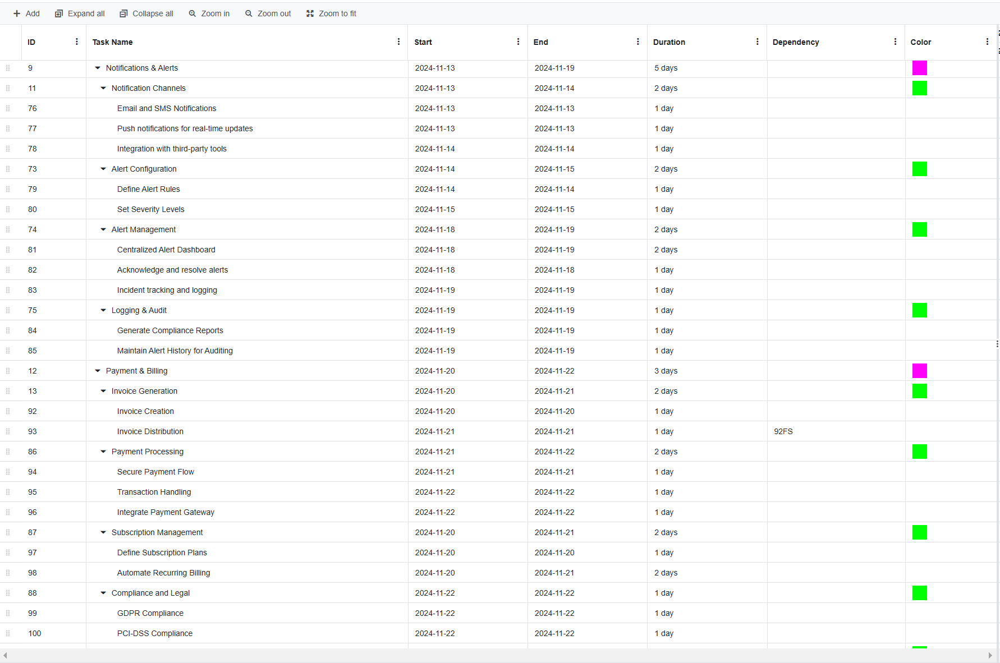 Add Expand all Collapse all Zoom in Zoom out Zoom to fit
ID Task Name Start End Duration Dependency Color
9 Notifications & Alerts 2024-11-13 2024-11-19 5 days
11 Notification Channels 2024-11-13 2024-11-14 2 days
76 Email and SMS Notifications 2024-11-13 2024-11-13 1 day
77 Push notifications for real-time updates 2024-11-13 2024-11-13 1 day
78 Integration with third-party tools 2024-11-14 2024-11-14 1 day
73 Alert Configuration 2024-11-14 2024-11-15 2 days
79 Define Alert Rules 2024-11-14 2024-11-14 1 day
80 Set Severity Levels 2024-11-15 2024-11-15 1 day
74 Alert Management 2024-11-18 2024-11-19 2 days
81 Centralized Alert Dashboard 2024-11-18 2024-11-19 2 days
82 Acknowledge and resolve alerts 2024-11-18 2024-11-18 1 day
83 Incident tracking and logging 2024-11-19 2024-11-19 1 day
75 Logging & Audit 2024-11-19 2024-11-19 1 day
84 Generate Compliance Reports 2024-11-19 2024-11-19 1 day
85 Maintain Alert History for Auditing 2024-11-19 2024-11-19 1 day
12 Payment & Billing 2024-11-20 2024-11-22 3 days
13 Invoice Generation 2024-11-20 2024-11-21 2 days
92 Invoice Creation 2024-11-20 2024-11-20 1 day
93 Invoice Distribution 2024-11-21 2024-11-21 1 day 92FS
86 Payment Processing 2024-11-21 2024-11-22 2 days
94 Secure Payment Flow 2024-11-21 2024-11-21 1 day
95 Transaction Handling 2024-11-22 2024-11-22 1 day
96 Integrate Payment Gateway 2024-11-22 2024-11-22 1 day
87 Subscription Management 2024-11-20 2024-11-21 2 days
97 Define Subscription Plans 2024-11-20 2024-11-20 1 day
98 Automate Recurring Billing 2024-11-20 2024-11-21 2 days
88 Compliance and Legal 2024-11-22 2024-11-22 1 day
99 GDPR Compliance 2024-11-22 2024-11-22 1 day
100 PCI-DSS Compliance 2024-11-22 2024-11-22 1 day